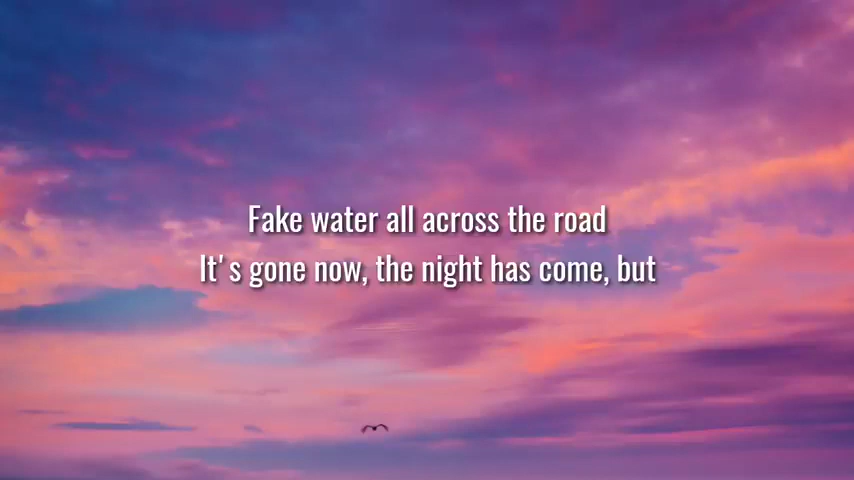 Fake water all across the road
It's gone now, the night has come, but